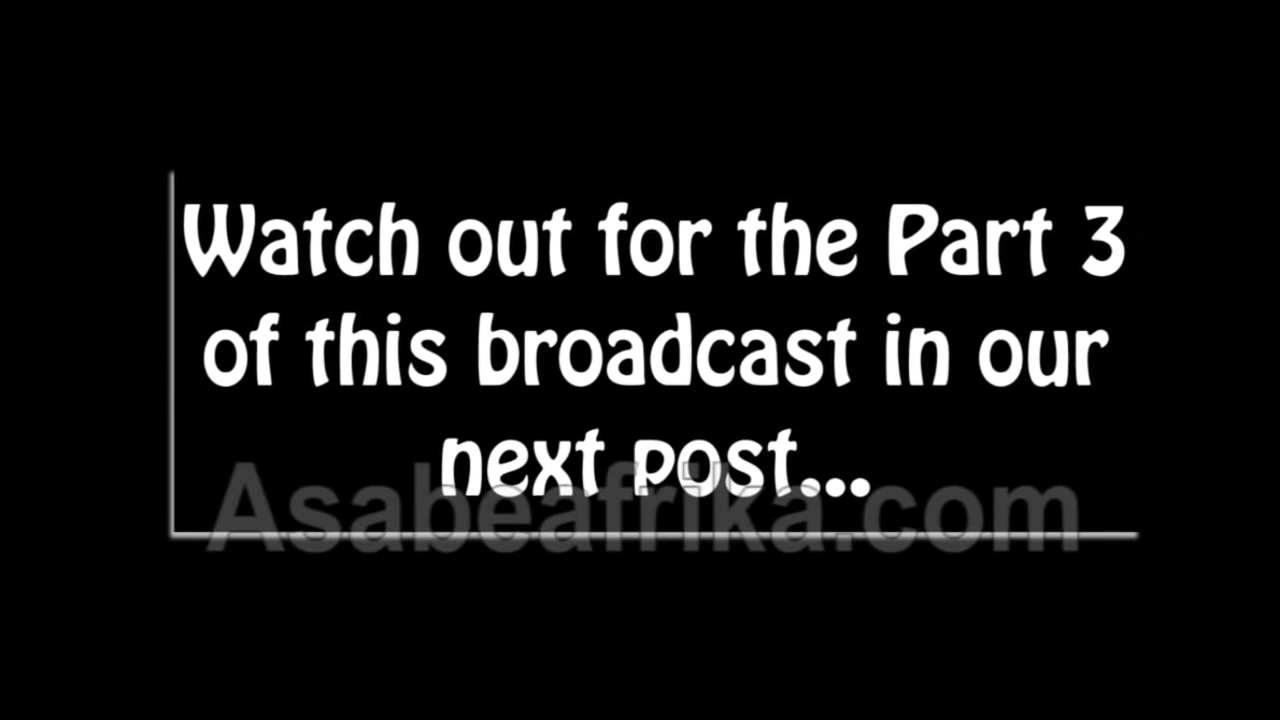 Watch out for the Part 3
of this broadcast in our
next post...
Asabeafrika.com